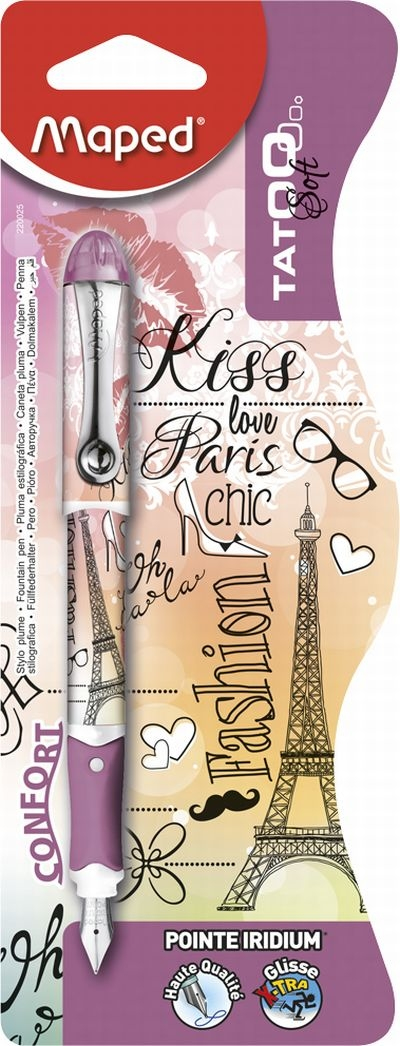 Maped®
TATOO
Soft
220025
Stylo plume • Fountain pen • Pluma estilográfica • Caneta pluma • Vulpen • Penna
stilografica • Füllfederhalter • Pero • Pióro • Авторучка • Πένα • Dolmakalem •
Kiss
love
Paris
chic
Oh
la la
Fashion
CONFORT
Oh
POINTE IRIDIUM
Haute Qualité
Glisse
X-TRA